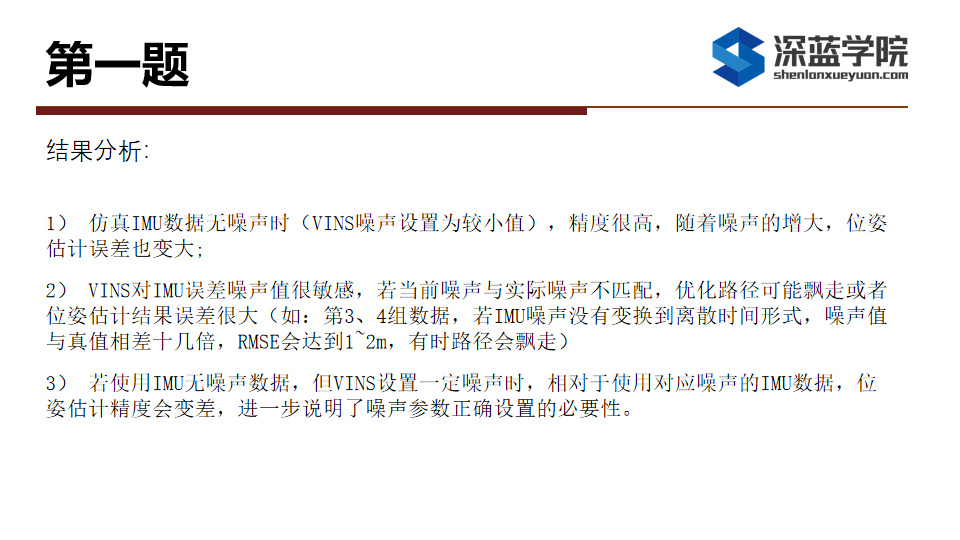 第一题
深蓝学院
shenlanxueyuan.com
结果分析:
1） 仿真IMU数据无噪声时（VINS噪声设置为较小值），精度很高，随着噪声的增大，位姿
估计误差也变大;
2） VINS对IMU误差噪声值很敏感，若当前噪声与实际噪声不匹配，优化路径可能飘走或者
位姿估计结果误差很大（如：第3、4组数据，若IMU噪声没有变换到离散时间形式，噪声值
与真值相差十几倍，RMSE会达到1~2m，有时路径会飘走）
3） 若使用IMU无噪声数据，但VINS设置一定噪声时，相对于使用对应噪声的IMU数据，位
姿估计精度会变差，进一步说明了噪声参数正确设置的必要性。